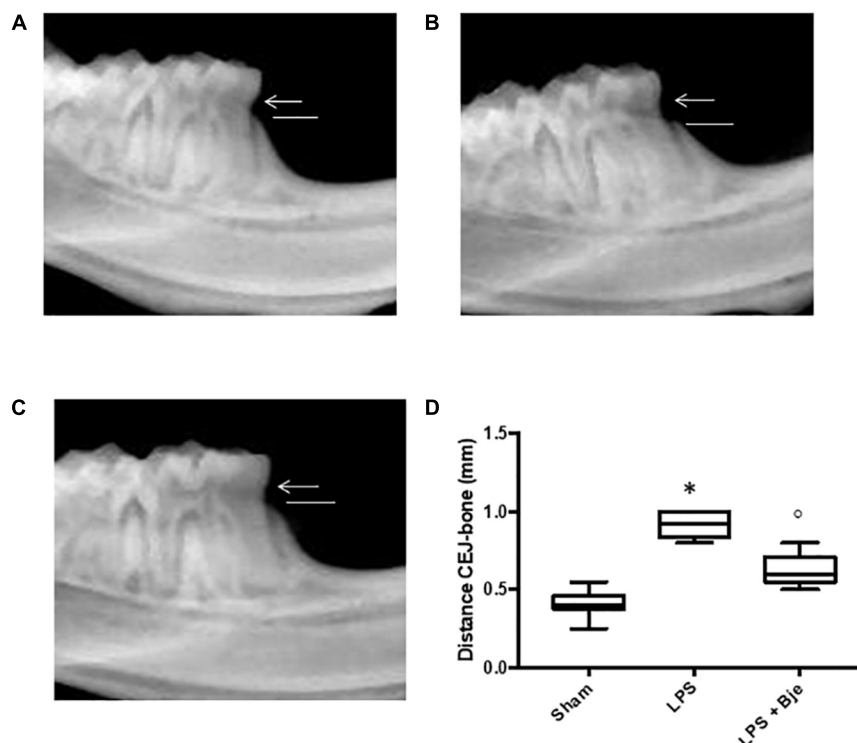 A
B
C
D
Distance CEJ-bone (mm)
1.5
1.0
0.5
0.0
*
Sham
LPS
LPS + Bje